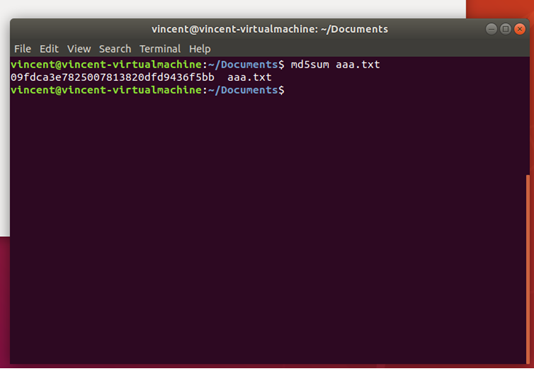 vincent@vincent-virtualmachine: ~/Documents
File Edit View Search Terminal Help
vincent@vincent-virtualmachine:~/Documents$ md5sum aaa.txt
09fdca3e7825007813820dfd9436f5bb  aaa.txt
vincent@vincent-virtualmachine:~/Documents$